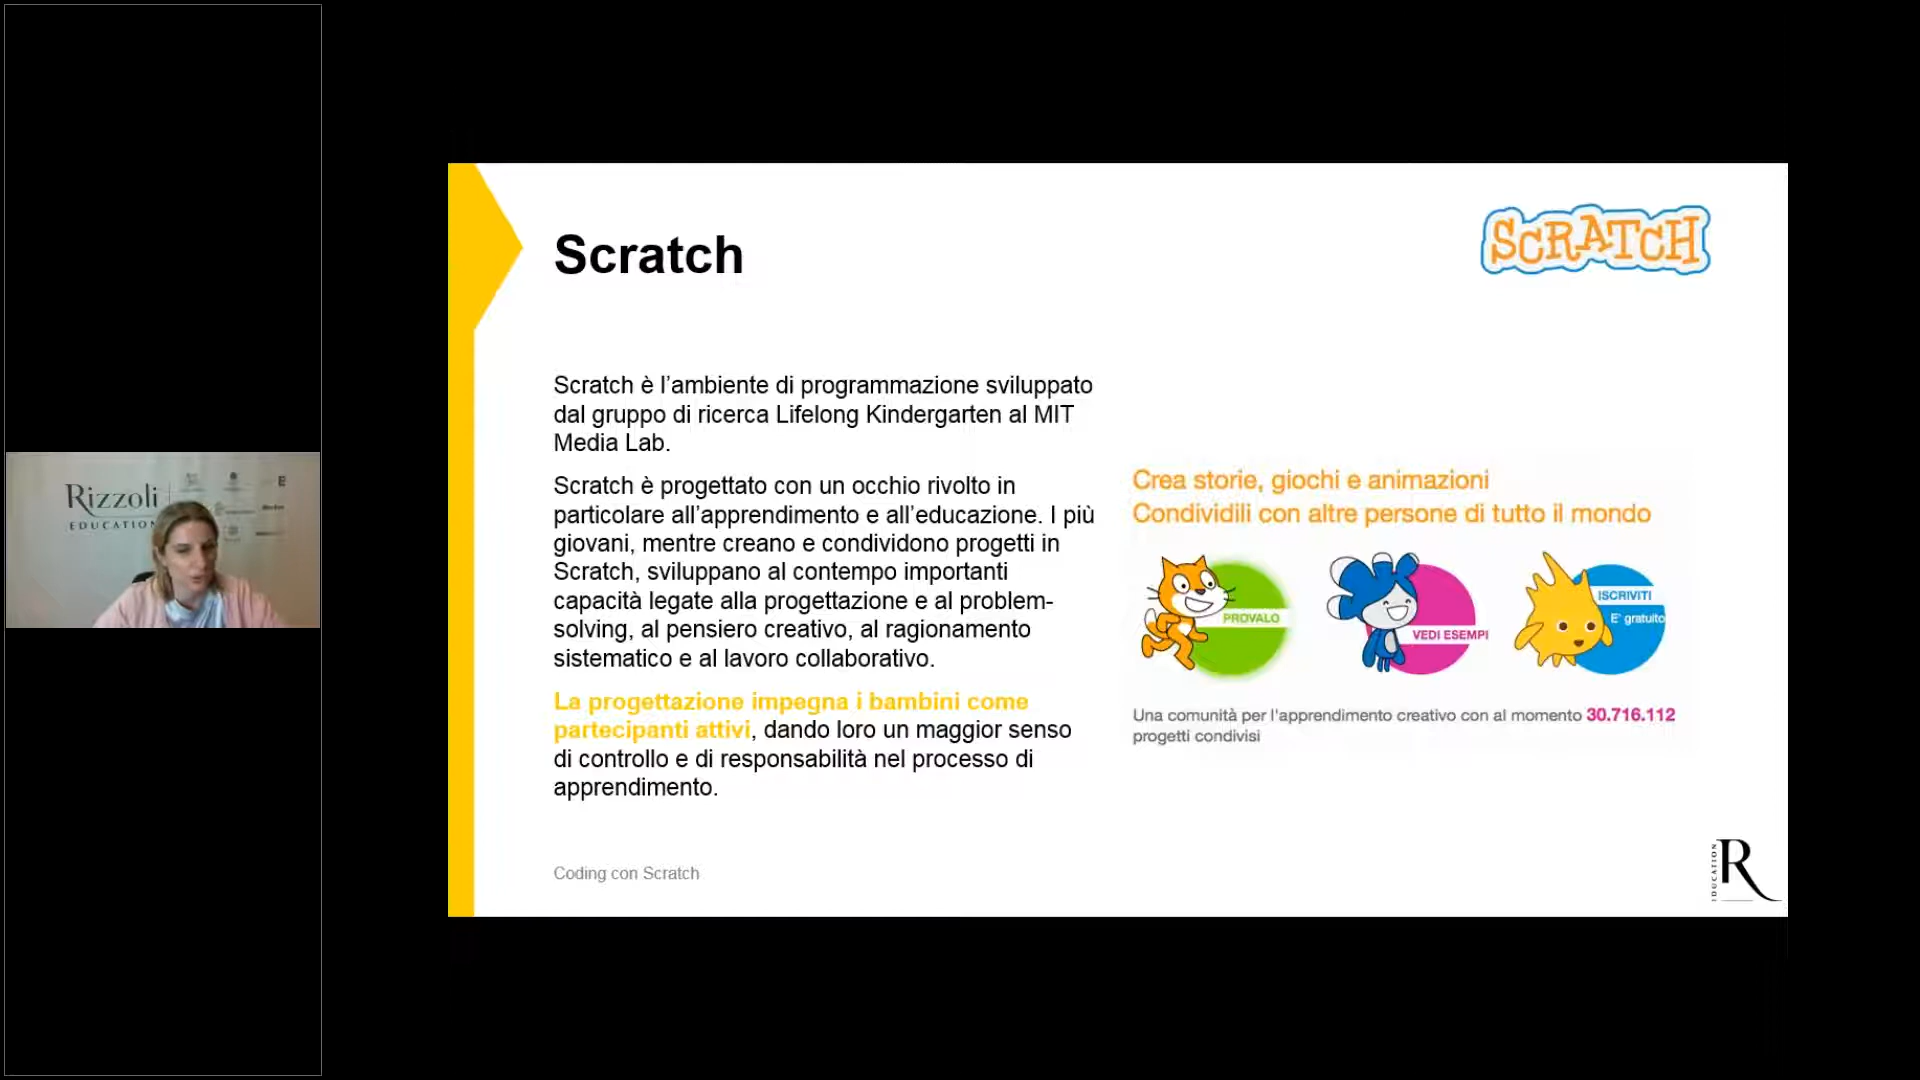 Rizzoli
EDUCATION
Scratch
SCRATCH
Scratch è l’ambiente di programmazione sviluppato
dal gruppo di ricerca Lifelong Kindergarten al MIT
Media Lab.
Scratch è progettato con un occhio rivolto in
particolare all’apprendimento e all’educazione. I più
giovani, mentre creano e condividono progetti in
Scratch, sviluppano al contempo importanti
capacità legate alla progettazione e al problem-
solving, al pensiero creativo, al ragionamento
sistematico e al lavoro collaborativo.
La progettazione impegna i bambini come
partecipanti attivi, dando loro un maggior senso
di controllo e di responsabilità nel processo di
apprendimento.
Crea storie, giochi e animazioni
Condividili con altre persone di tutto il mondo
PROVALO
VEDI ESEMPI
ISCRIVITI
E' gratuito
Una comunità per l'apprendimento creativo con al momento 30.716.112
progetti condivisi
Coding con Scratch
EDUCATION
R